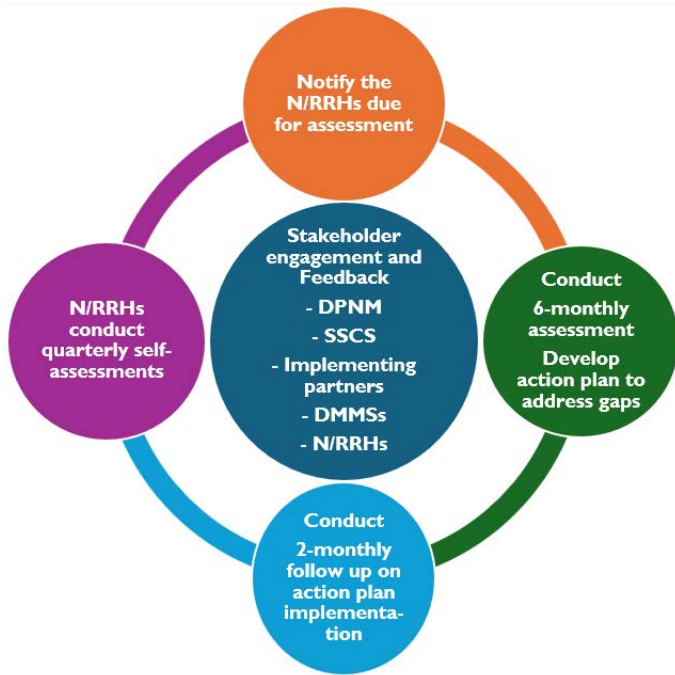 Notify the
N/RRHs due
for assessment
Stakeholder
engagement and
Feedback
- DPNM
- SSCS
- Implementing
partners
- DMMSs
- N/RRHs
Conduct
6-monthly
assessment
Develop
action plan to
address gaps
Conduct
2-monthly
follow up on
action plan
implementa-
tion
N/RRHs
conduct
quarterly self-
assessments